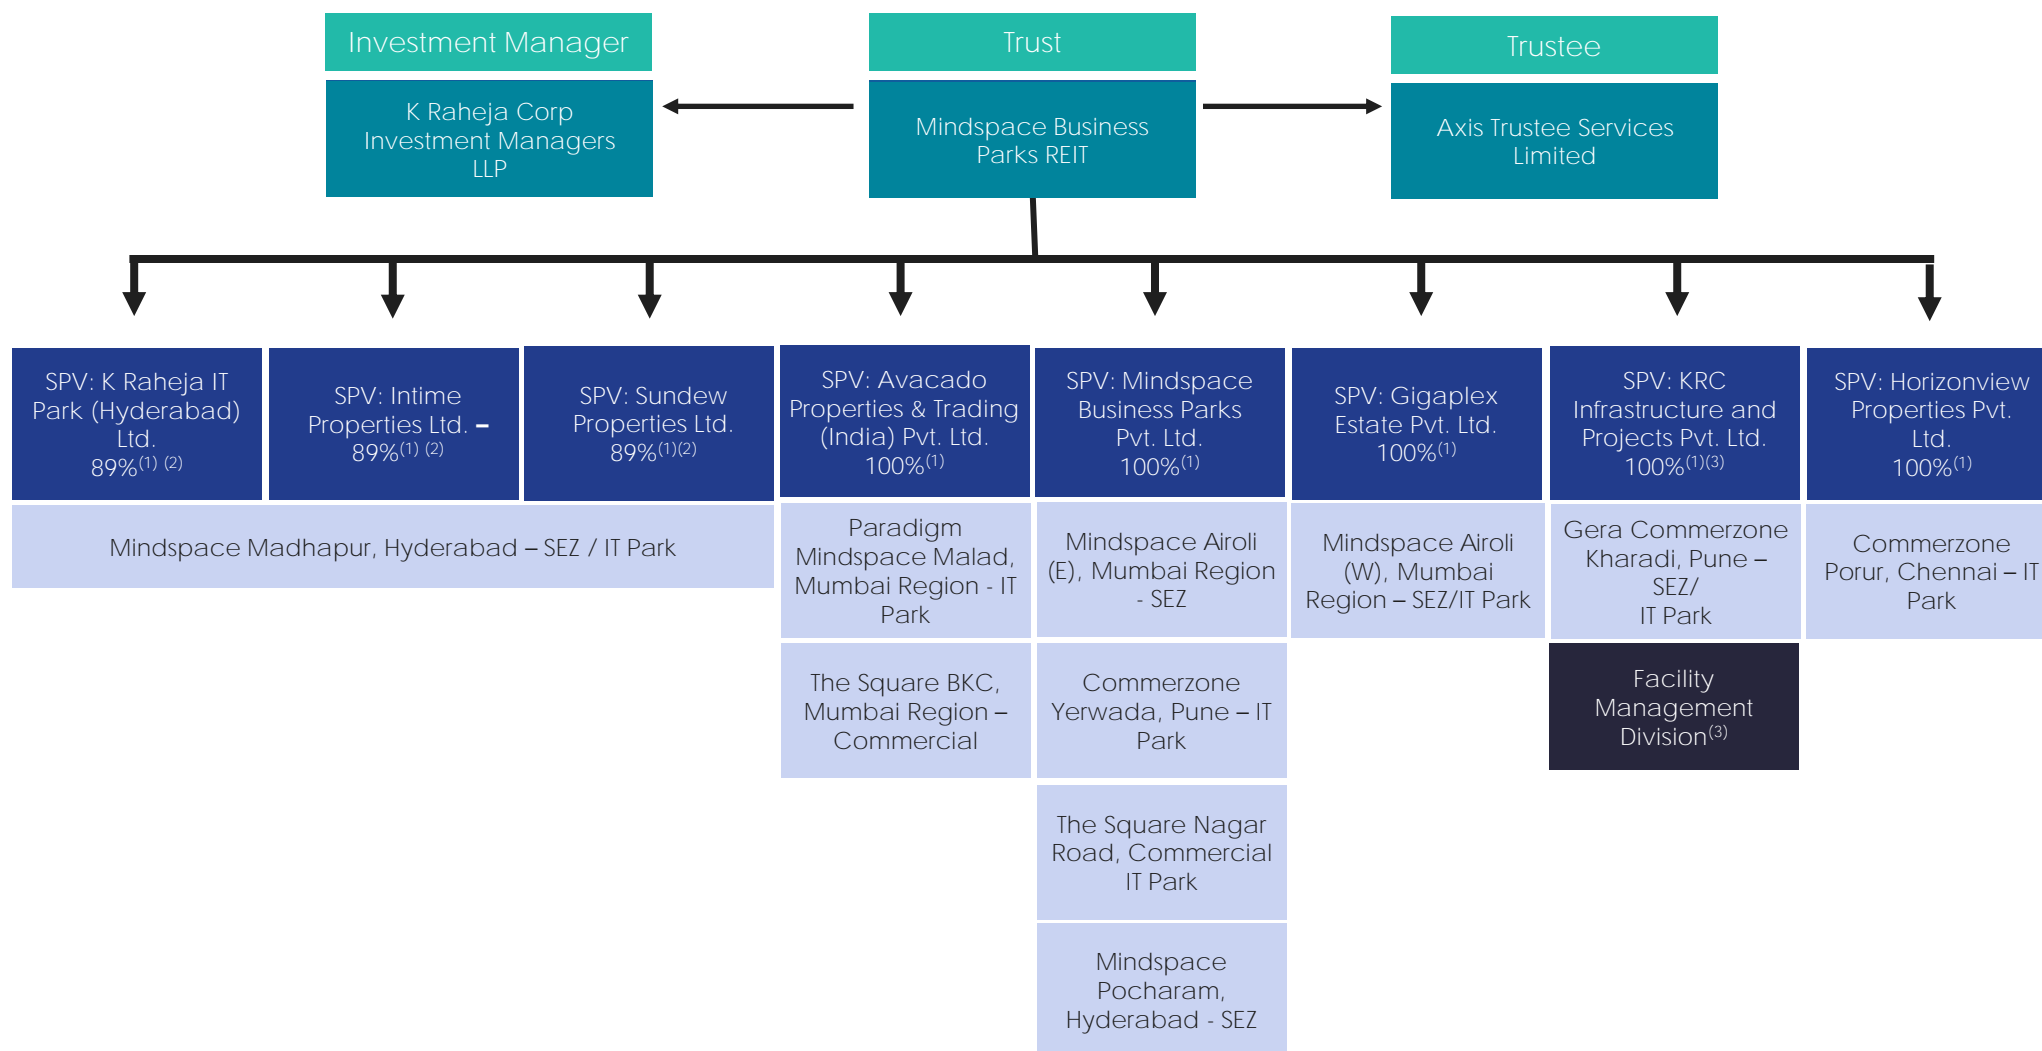 Investment Manager
Trust
Trustee
K Raheja Corp
Investment Managers
LLP
Mindspace Business
Parks REIT
Axis Trustee Services
Limited
SPV: K Raheja IT
Park (Hyderabad)
Ltd.
89%(1) (2)
SPV: Intime
Properties Ltd. –
89%(1) (2)
SPV: Sundew
Properties Ltd.
89%(1)(2)
SPV: Avacado
Properties & Trading
(India) Pvt. Ltd.
100%(1)
SPV: Mindspace
Business Parks
Pvt. Ltd.
100%(1)
SPV: Gigaplex
Estate Pvt. Ltd.
100%(1)
SPV: KRC
Infrastructure and
Projects Pvt. Ltd.
100%(1)(3)
SPV: Horizonview
Properties Pvt.
Ltd.
100%(1)
Mindspace Madhapur, Hyderabad – SEZ / IT Park
Paradigm
Mindspace Malad,
Mumbai Region - IT
Park
Mindspace Airoli
(E), Mumbai Region
- SEZ
Mindspace Airoli
(W), Mumbai
Region – SEZ/IT Park
Gera Commerzone
Kharadi, Pune –
SEZ/
IT Park
Commerzone
Porur, Chennai – IT
Park
The Square BKC,
Mumbai Region –
Commercial
Commerzone
Yerwada, Pune – IT
Park
Facility
Management
Division(3)
The Square Nagar
Road, Commercial
IT Park
Mindspace
Pocharam,
Hyderabad - SEZ